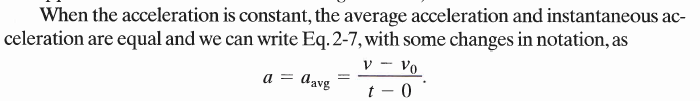 When the acceleration is constant, the average acceleration and instantaneous ac-
celeration are equal and we can write Eq. 2-7, with some changes in notation, as
a = a_avg = (v − v_0)/(t − 0).